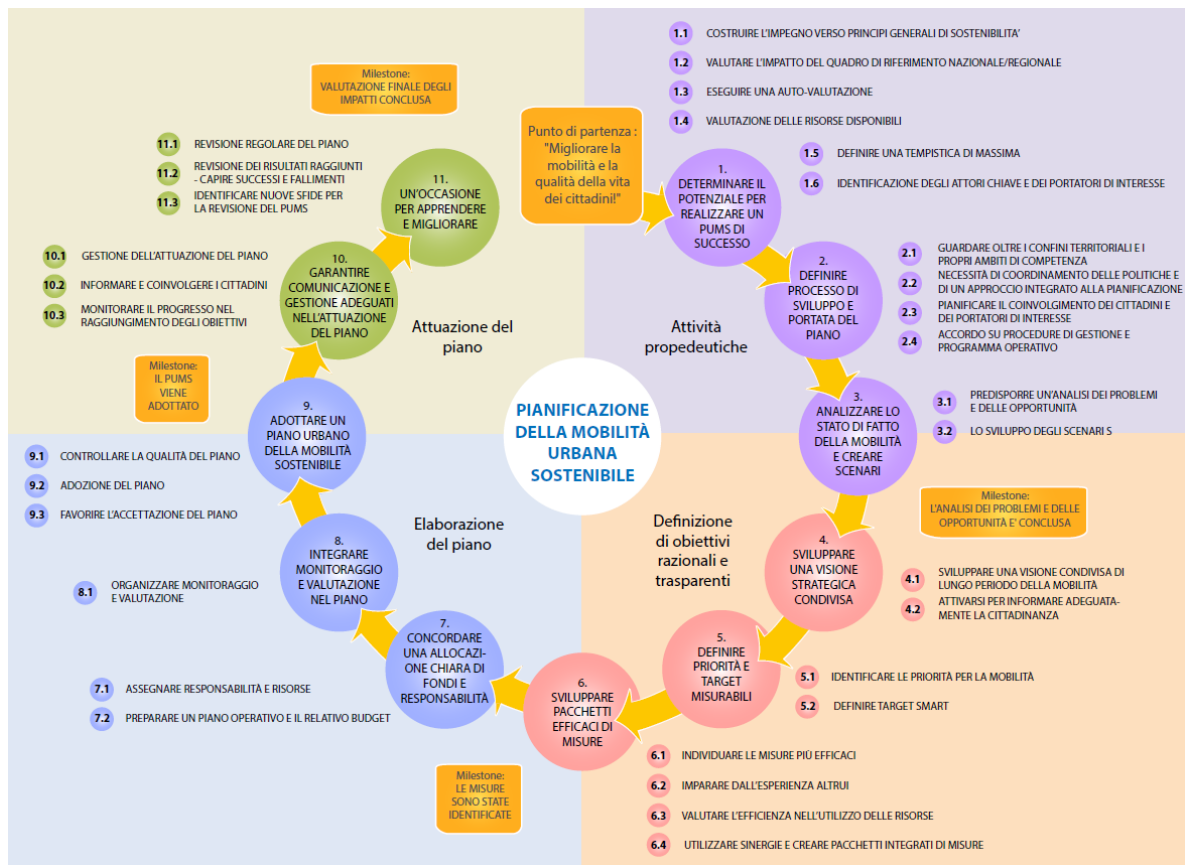 Punto di partenza :
"Migliorare la
mobilità e la
qualità della vita
dei cittadini!"
1.
DETERMINARE IL
POTENZIALE PER
REALIZZARE UN
PUMS DI
SUCCESSO
1.1 COSTRUIRE L'IMPEGNO VERSO PRINCIPI GENERALI DI SOSTENIBILITA'
1.2 VALUTARE L'IMPATTO DEL QUADRO DI RIFERIMENTO NAZIONALE/REGIONALE
1.3 ESEGUIRE UNA AUTO-VALUTAZIONE
1.4 VALUTAZIONE DELLE RISORSE DISPONIBILI
1.5 DEFINIRE UNA TEMPISTICA DI MASSIMA
1.6 IDENTIFICAZIONE DEGLI ATTORI CHIAVE E DEI PORTATORI DI INTERESSE
2.
DEFINIRE
PROCESSO DI
SVILUPPO E
PORTATA DEL
PIANO
2.1 GUARDARE OLTRE I CONFINI TERRITORIALI E I
PROPRI AMBITI DI COMPETENZA
2.2 NECESSITÀ DI COORDINAMENTO DELLE POLITICHE E
DI UN APPROCCIO INTEGRATO ALLA PIANIFICAZIONE
2.3 PIANIFICARE IL COINVOLGIMENTO DEI CITTADINI E
DEI PORTATORI DI INTERESSE
2.4 ACCORDO SU PROCEDURE DI GESTIONE E
PROGRAMMA OPERATIVO
Attività
propedeutiche
3.
ANALIZZARE LO
STATO DI FATTO
DELLA MOBILITÀ
E CREARE
SCENARI
3.1 PREDISPORRE UN'ANALISI DEI PROBLEMI
E DELLE OPPORTUNITÀ
3.2 LO SVILUPPO DEGLI SCENARI S
Milestone:
L'ANALISI DEI PROBLEMI E DELLE
OPPORTUNITA E' CONCLUSA
Definizione
di obiettivi
razionali e
trasparenti
4.
SVILUPPARE
UNA VISIONE
STRATEGICA
CONDIVISA
4.1 SVILUPPARE UNA VISIONE CONDIVISA DI
LUNGO PERIODO DELLA MOBILITÀ
4.2 ATTIVARSI PER INFORMARE ADEGUATA-
MENTE LA CITTADINANZA
5.
DEFINIRE
PRIORITÀ E
TARGET
MISURABILI
5.1 IDENTIFICARE LE PRIORITÀ PER LA MOBILITÀ
5.2 DEFINIRE TARGET SMART
6.
SVILUPPARE
PACCHETTI
EFFICACI DI
MISURE
6.1 INDIVIDUARE LE MISURE PIÙ EFFICACI
6.2 IMPARARE DALL'ESPERIENZA ALTRUI
6.3 VALUTARE L'EFFICIENZA NELL'UTILIZZO DELLE RISORSE
6.4 UTILIZZARE SINERGIE E CREARE PACCHETTI INTEGRATI DI MISURE
Milestone:
LE MISURE
SONO STATE
IDENTIFICATE
7.
CONCORDARE
UNA ALLOCAZI-
ONE CHIARA DI
FONDI E
RESPONSABILITÀ
7.1 ASSEGNARE RESPONSABILITÀ E RISORSE
7.2 PREPARARE UN PIANO OPERATIVO E IL RELATIVO BUDGET
8.
INTEGRARE
MONITORAGGIO
E VALUTAZIONE
NEL PIANO
8.1 ORGANIZZARE MONITORAGGIO
E VALUTAZIONE
Elaborazione
del piano
9.
ADOTTARE UN
PIANO URBANO
DELLA MOBILITÀ
SOSTENIBILE
9.1 CONTROLLARE LA QUALITÀ DEL PIANO
9.2 ADOZIONE DEL PIANO
9.3 FAVORIRE L'ACCETTAZIONE DEL PIANO
Milestone:
IL PUMS
VIENE
ADOTTATO
10.
GARANTIRE
COMUNICAZIONE E
GESTIONE ADEGUATI
NELL'ATTUAZIONE
DEL PIANO
10.1 GESTIONE DELL'ATTUAZIONE DEL PIANO
10.2 INFORMARE E COINVOLGERE I CITTADINI
10.3 MONITORARE IL PROGRESSO NEL
RAGGIUNGIMENTO DEGLI OBIETTIVI
Attuazione del
piano
11.
UN'OCCASIONE
PER APPRENDERE
E MIGLIORARE
11.1 REVISIONE REGOLARE DEL PIANO
11.2 REVISIONE DEI RISULTATI RAGGIUNTI
- CAPIRE SUCCESSI E FALLIMENTI
11.3 IDENTIFICARE NUOVE SFIDE PER
LA REVISIONE DEL PUMS
Milestone:
VALUTAZIONE FINALE DEGLI
IMPATTI CONCLUSA
PIANIFICAZIONE
DELLA MOBILITÀ
URBANA
SOSTENIBILE